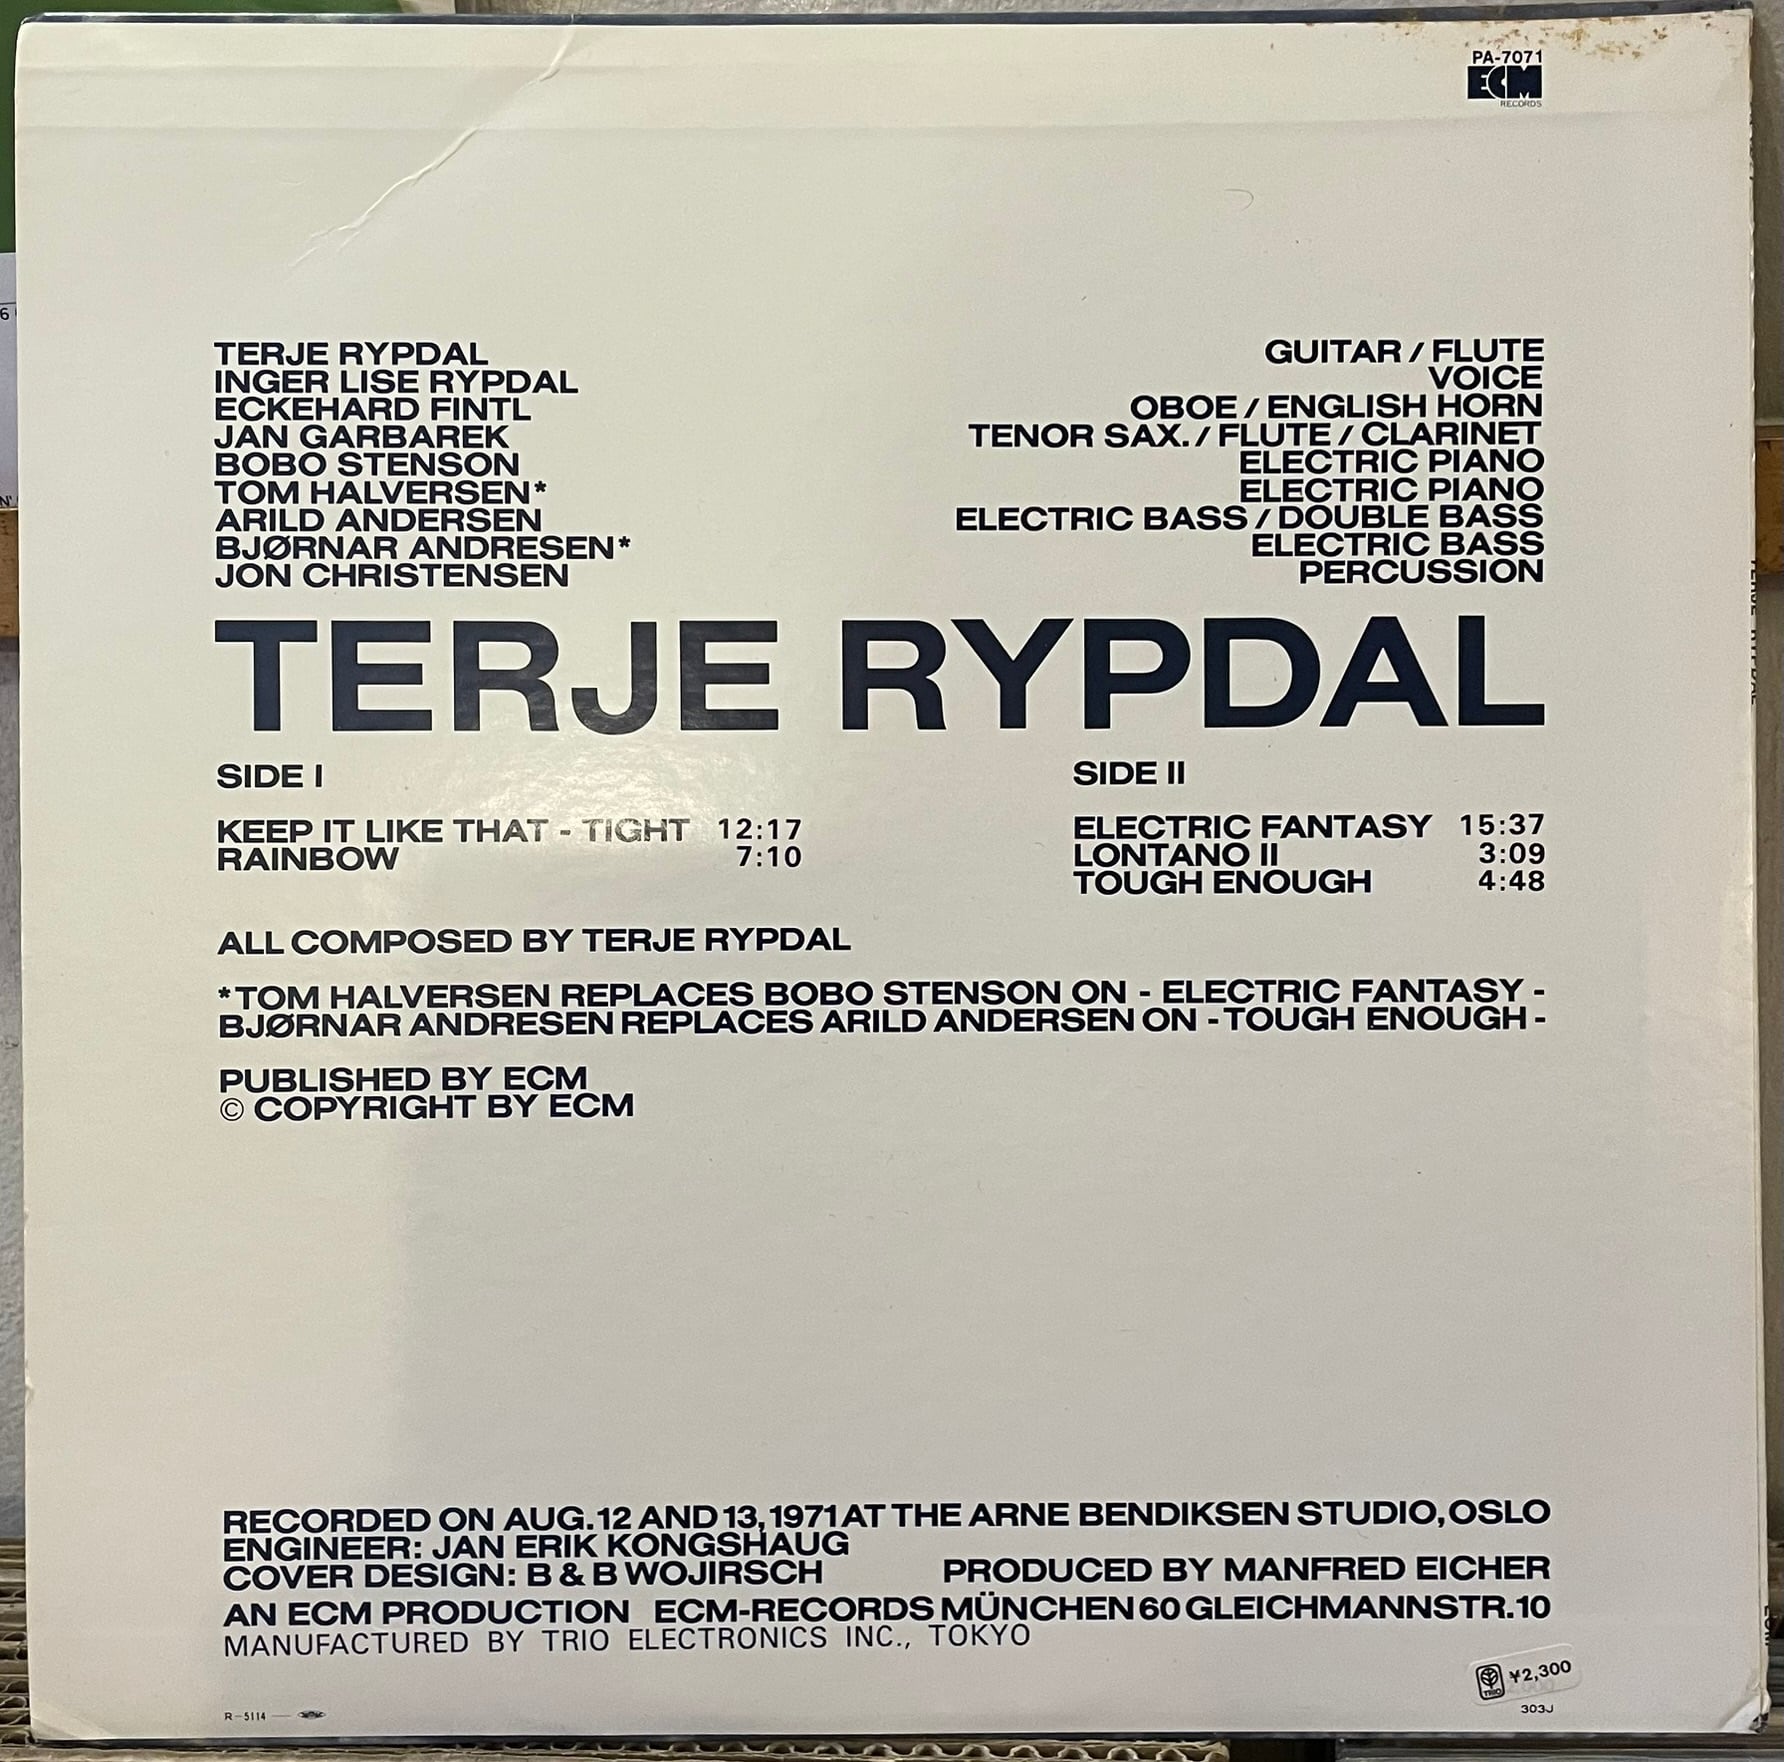 PA-7071
ECM
RECORDS
TERJE RYPDAL GUITAR / FLUTE
INGER LISE RYPDAL VOICE
ECKEHARD FINTL OBOE / ENGLISH HORN
JAN GARBAREK TENOR SAX. / FLUTE / CLARINET
BOBO STENSON ELECTRIC PIANO
TOM HALVERSEN* ELECTRIC PIANO
ARILD ANDERSEN ELECTRIC BASS / DOUBLE BASS
BJØRNAR ANDRESEN* ELECTRIC BASS
JON CHRISTENSEN PERCUSSION
TERJE RYPDAL
SIDE I
KEEP IT LIKE THAT - TIGHT 12:17
RAINBOW 7:10
SIDE II
ELECTRIC FANTASY 15:37
LONTANO II 3:09
TOUGH ENOUGH 4:48
ALL COMPOSED BY TERJE RYPDAL
*TOM HALVERSEN REPLACES BOBO STENSON ON - ELECTRIC FANTASY -
BJØRNAR ANDRESEN REPLACES ARILD ANDERSEN ON - TOUGH ENOUGH -
PUBLISHED BY ECM
© COPYRIGHT BY ECM
RECORDED ON AUG. 12 AND 13, 1971 AT THE ARNE BENDIKSEN STUDIO, OSLO
ENGINEER: JAN ERIK KONGSHAUG
COVER DESIGN: B & B WOJIRSCH PRODUCED BY MANFRED EICHER
AN ECM PRODUCTION ECM-RECORDS MÜNCHEN 60 GLEICHMANNSTR. 10
MANUFACTURED BY TRIO ELECTRONICS INC., TOKYO
TRIO ¥2,300
R-5114
303J